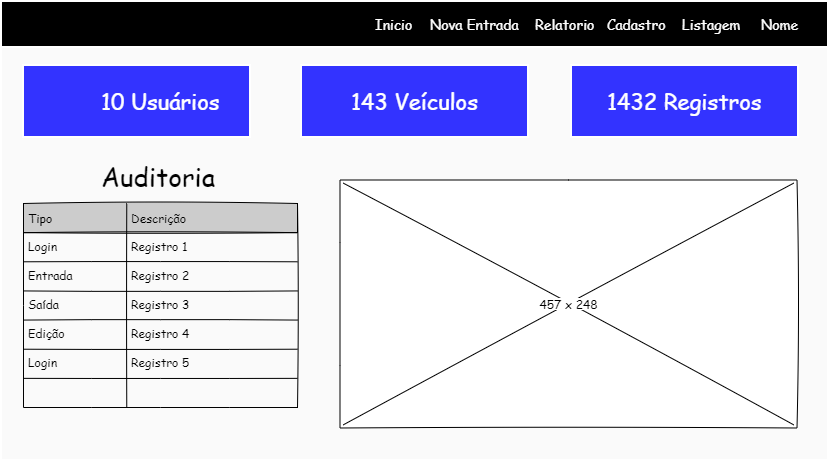 Inicio Nova Entrada Relatorio Cadastro Listagem Nome
10 Usuários 143 Veículos 1432 Registros
Auditoria
Tipo Descrição
Login Registro 1
Entrada Registro 2
Saída Registro 3
Edição Registro 4
Login Registro 5
457 x 248